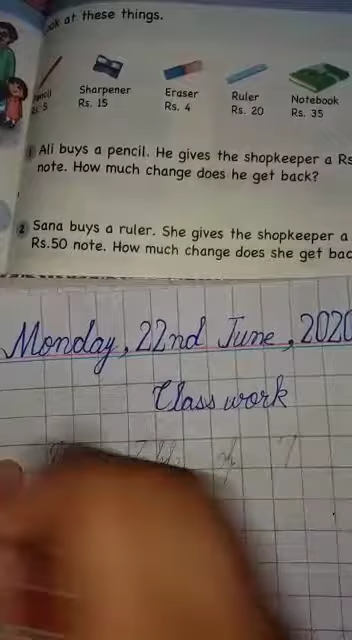 ook at these things.
Pencil Sharpener Eraser Ruler Notebook
Rs. 5 Rs. 15 Rs. 4 Rs. 20 Rs. 35
1 Ali buys a pencil. He gives the shopkeeper a Rs
note. How much change does he get back?
2 Sana buys a ruler. She gives the shopkeeper a
Rs.50 note. How much change does she get bac
Monday, 22nd June, 2020
Class work